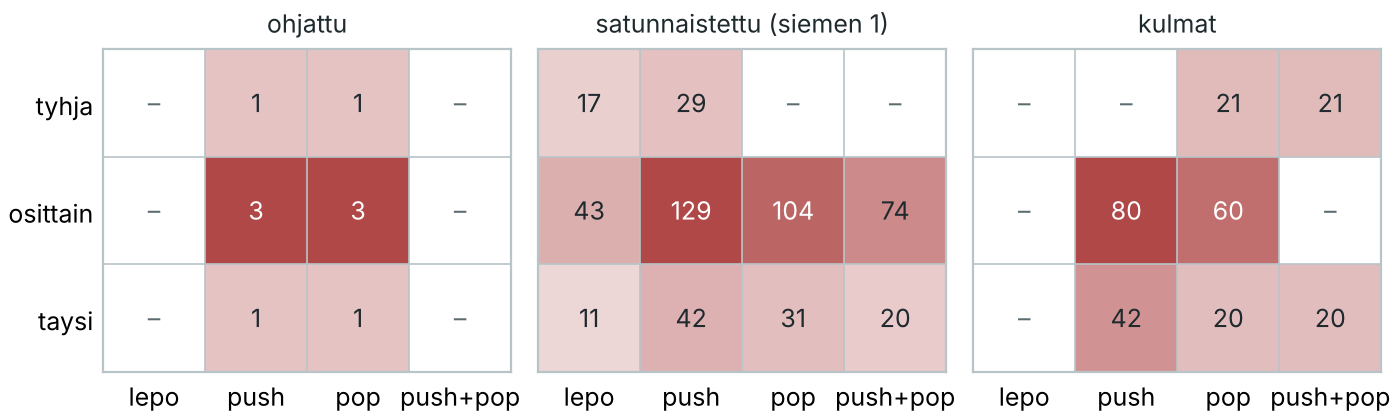 ohjattu satunnaistettu (siemen 1) kulmat
tyhja – 1 1 – 17 29 – – – – 21 21
osittain – 3 3 – 43 129 104 74 – 80 60 –
taysi – 1 1 – 11 42 31 20 – 42 20 20
lepo push pop push+pop lepo push pop push+pop lepo push pop push+pop